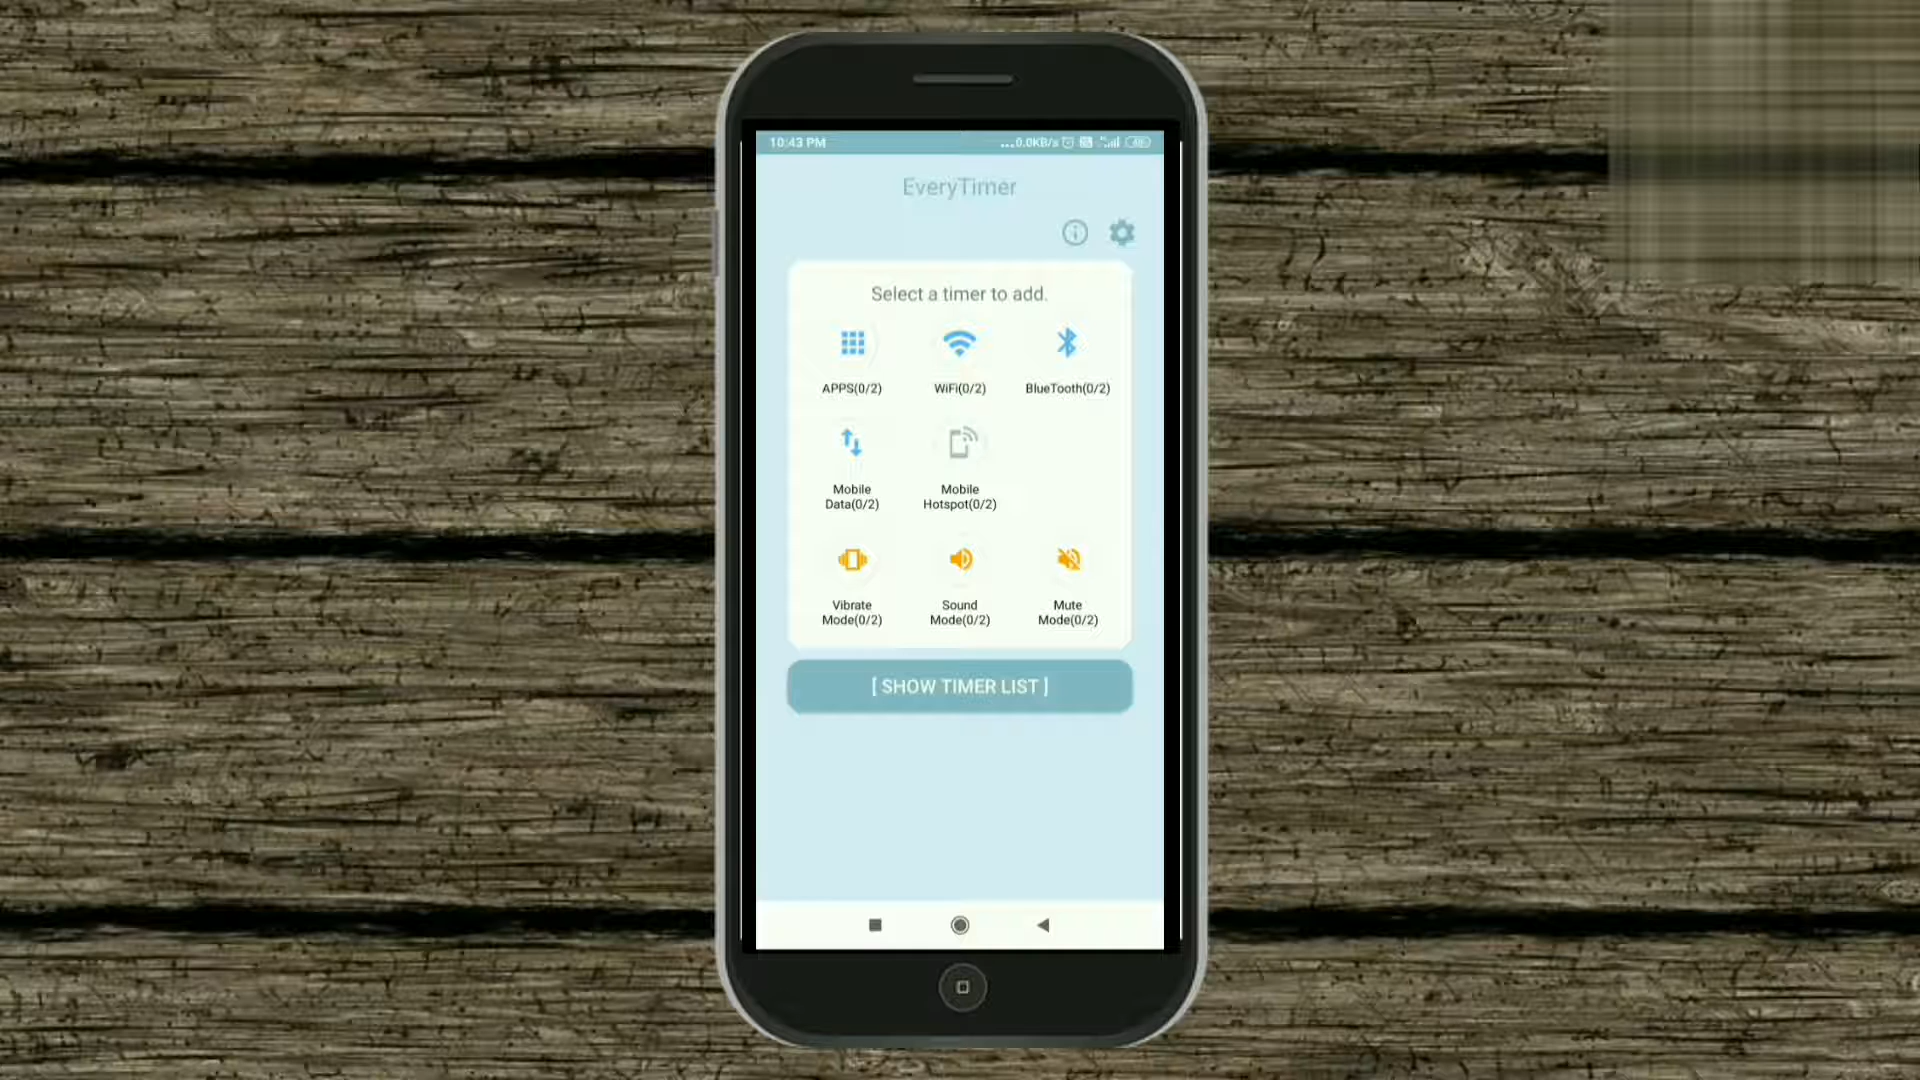 10:43 PM ...0.0KB/s
EveryTimer
Select a timer to add.
APPS(0/2) WiFi(0/2) BlueTooth(0/2)
Mobile Mobile
Data(0/2) Hotspot(0/2)
Vibrate Sound Mute
Mode(0/2) Mode(0/2) Mode(0/2)
[ SHOW TIMER LIST ]